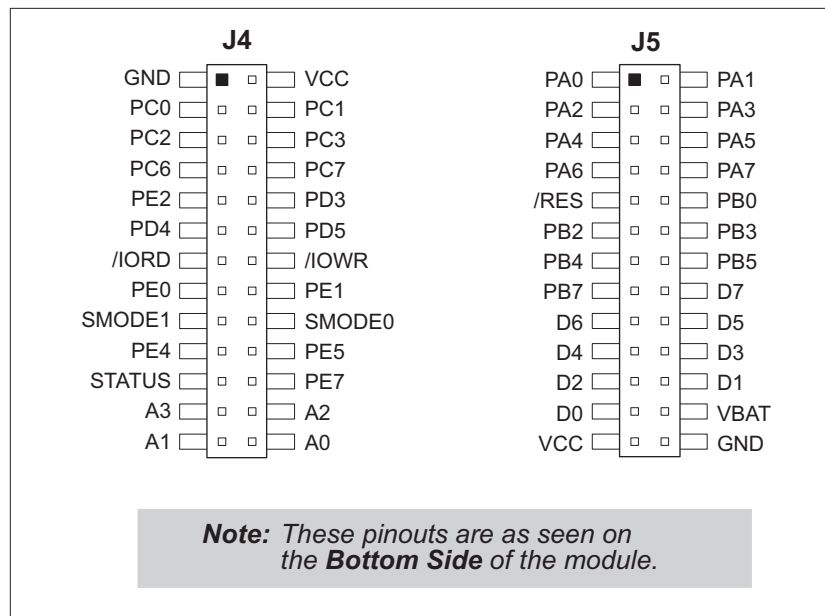 J4
GND VCC
PC0 PC1
PC2 PC3
PC6 PC7
PE2 PD3
PD4 PD5
/IORD /IOWR
PE0 PE1
SMODE1 SMODE0
PE4 PE5
STATUS PE7
A3 A2
A1 A0
J5
PA0 PA1
PA2 PA3
PA4 PA5
PA6 PA7
/RES PB0
PB2 PB3
PB4 PB5
PB7 D7
D6 D5
D4 D3
D2 D1
D0 VBAT
VCC GND
Note: These pinouts are as seen on
the Bottom Side of the module.